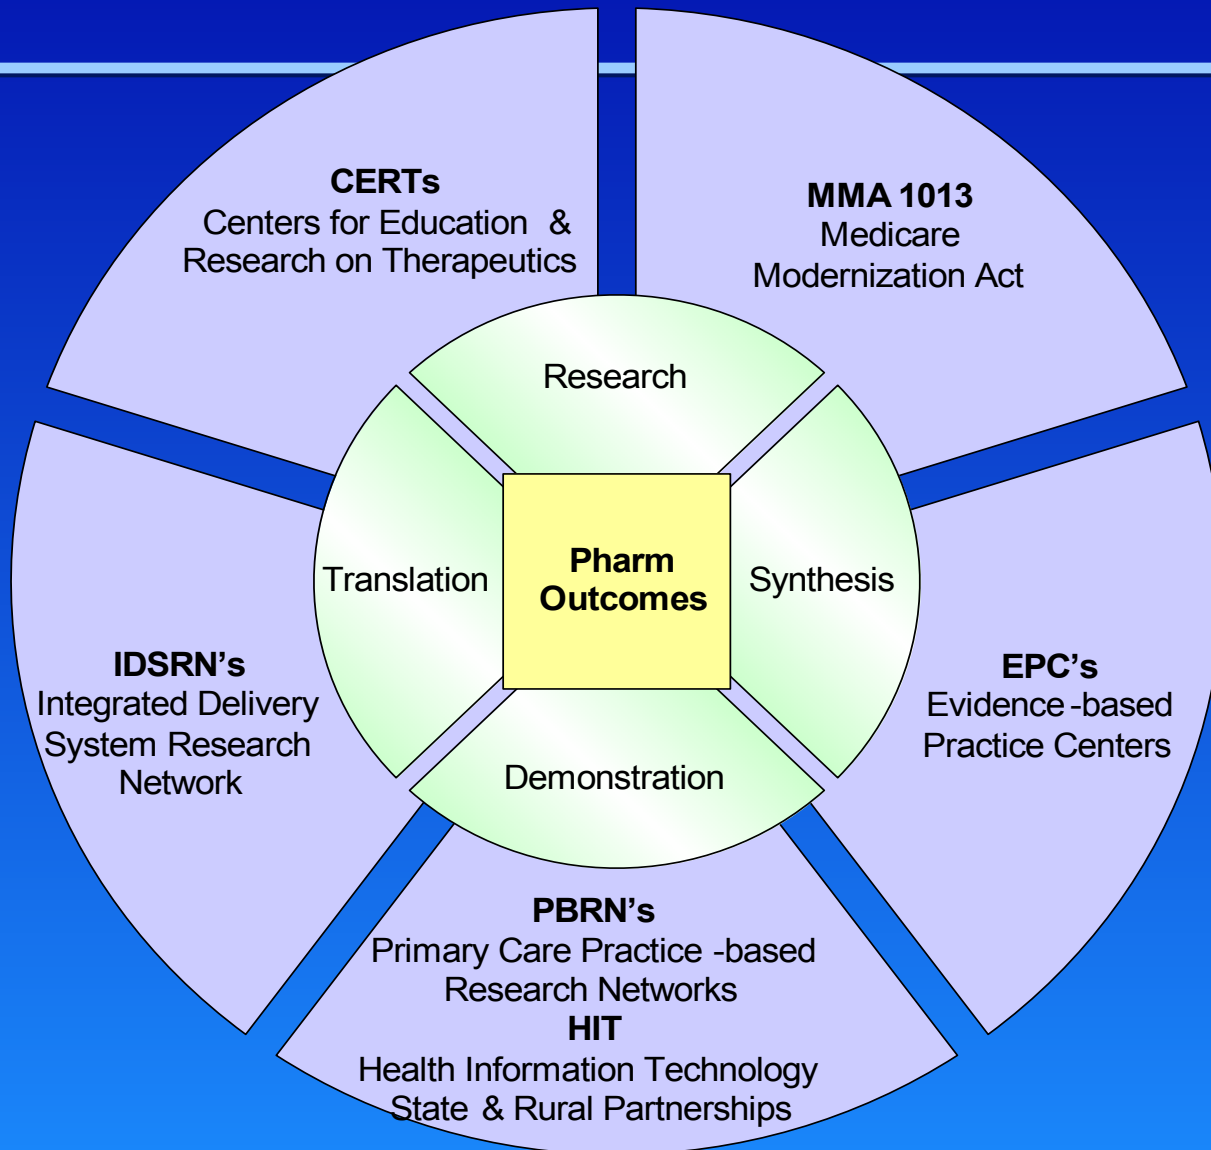 CERTs
Centers for Education &
Research on Therapeutics
MMA 1013
Medicare
Modernization Act
Research
Translation
Pharm
Outcomes
Synthesis
Demonstration
IDSRN's
Integrated Delivery
System Research
Network
EPC's
Evidence -based
Practice Centers
PBRN's
Primary Care Practice -based
Research Networks
HIT
Health Information Technology
State & Rural Partnerships